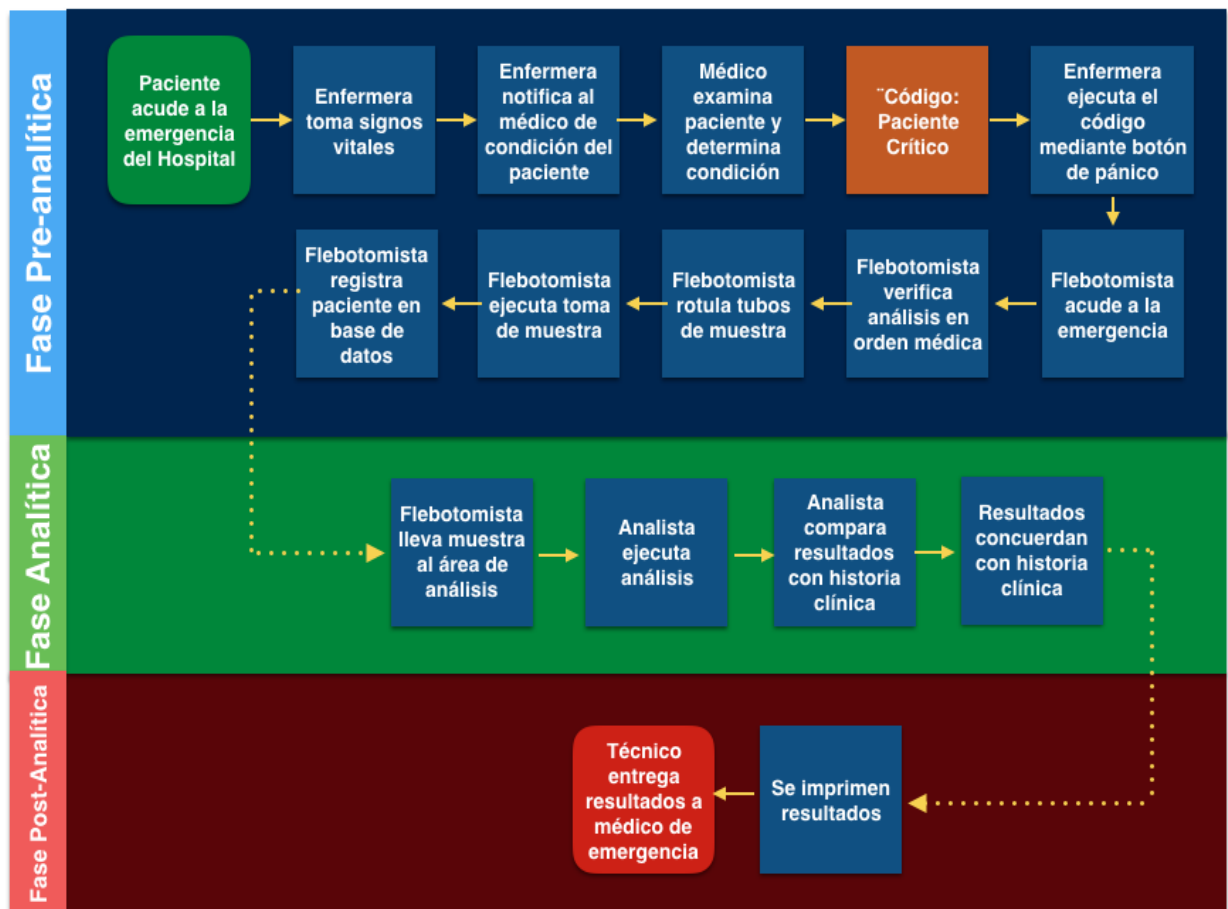 Fase Pre-analítica
Paciente
acude a la
emergencia
del Hospital
Enfermera
toma signos
vitales
Enfermera
notifica al
médico de
condición del
paciente
Médico
examina
paciente y
determina
condición
¨Código:
Paciente
Crítico
Enfermera
ejecuta el
código
mediante botón
de pánico
Flebotomista
acude a la
emergencia
Flebotomista
verifica
análisis en
orden médica
Flebotomista
rotula tubos
de muestra
Flebotomista
ejecuta toma
de muestra
Flebotomista
registra
paciente en
base de
datos
Fase Analítica
Flebotomista
lleva muestra
al área de
análisis
Analista
ejecuta
análisis
Analista
compara
resultados
con historia
clínica
Resultados
concuerdan
con historia
clínica
Fase Post-Analítica
Se imprimen
resultados
Técnico
entrega
resultados a
médico de
emergencia